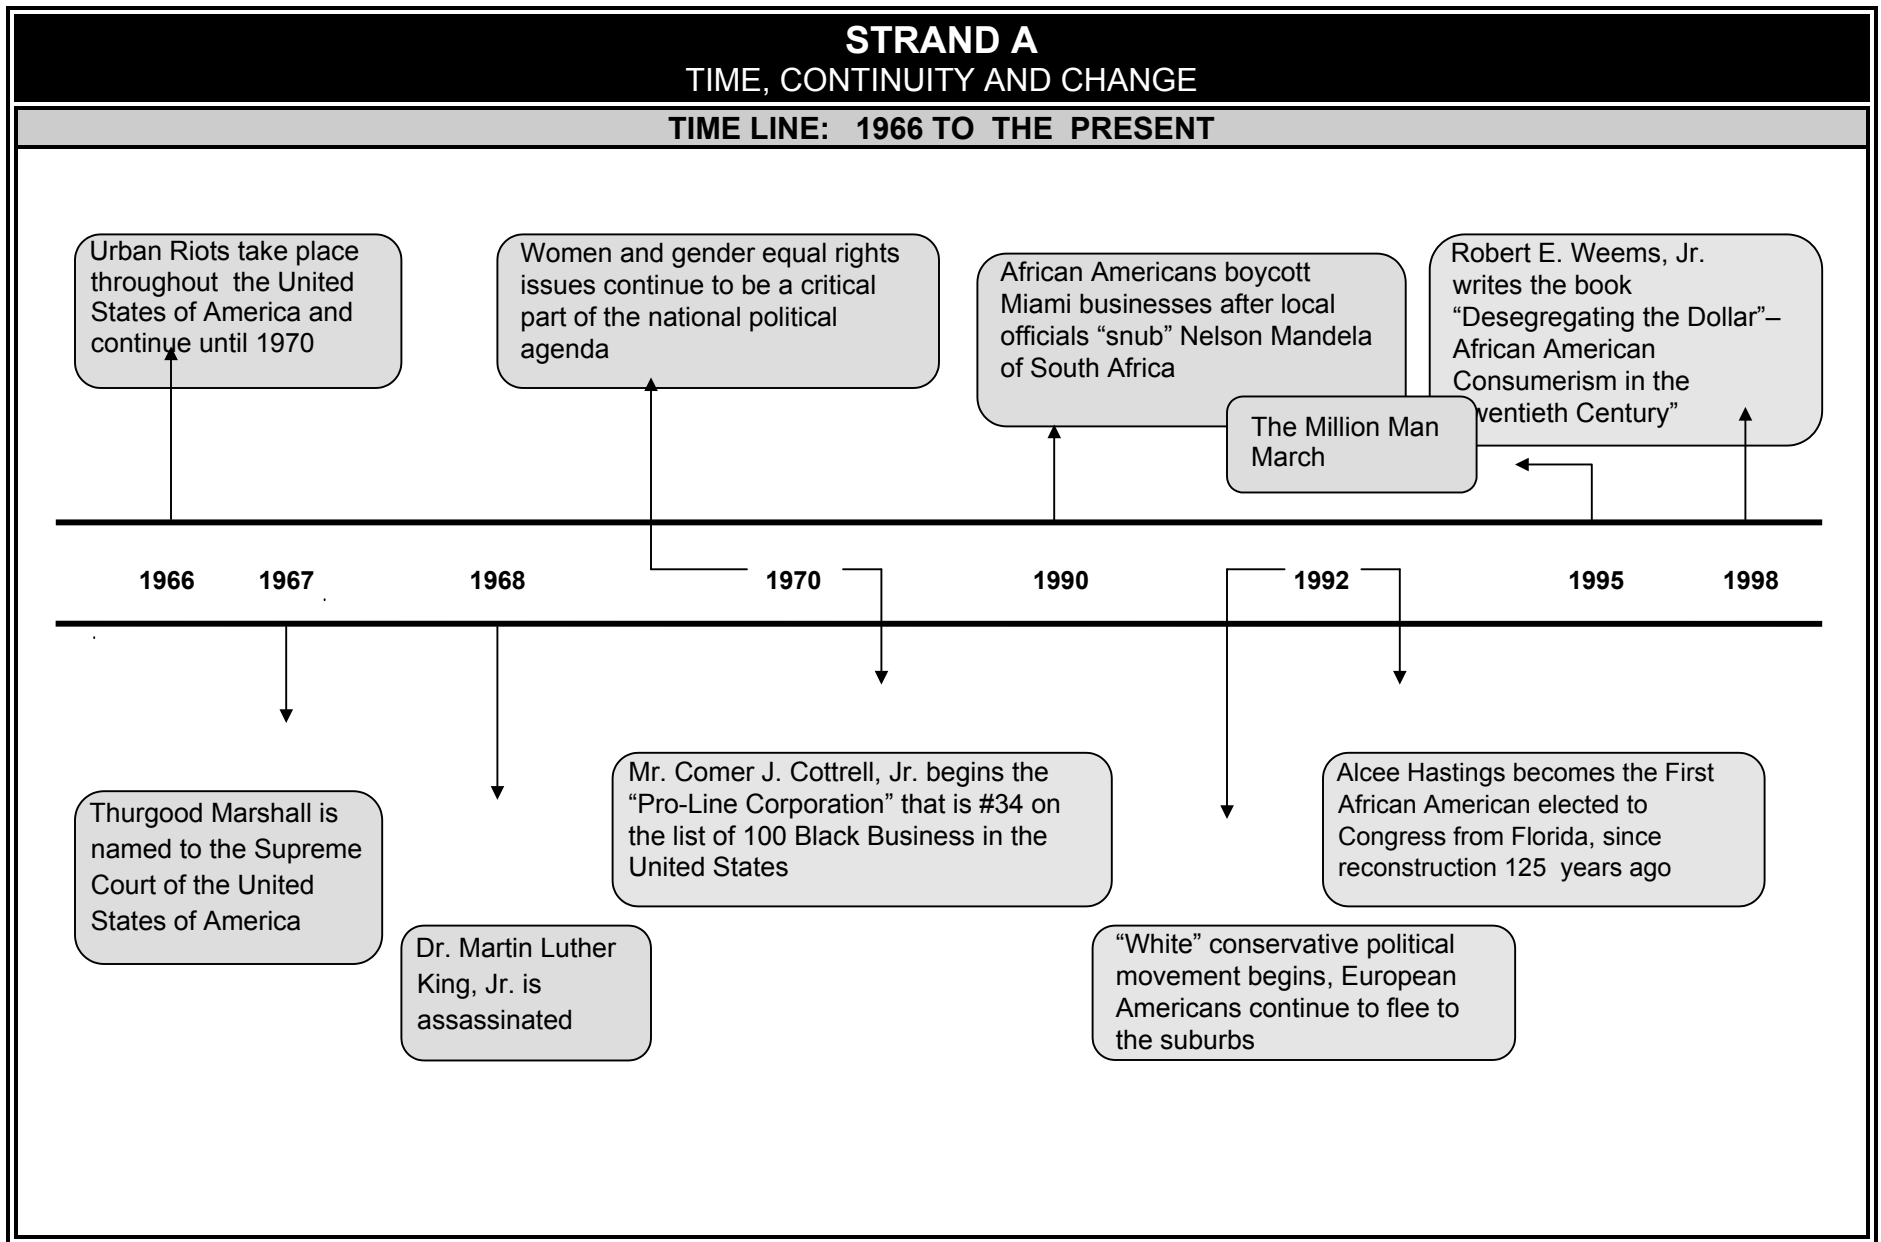 STRAND A
TIME, CONTINUITY AND CHANGE
TIME LINE: 1966 TO THE PRESENT
Urban Riots take place
throughout the United
States of America and
continue until 1970
Women and gender equal rights
issues continue to be a critical
part of the national political
agenda
African Americans boycott
Miami businesses after local
officials “snub” Nelson Mandela
of South Africa
Robert E. Weems, Jr.
writes the book
“Desegregating the Dollar”–
African American
Consumerism in the
wentieth Century”
The Million Man
March
1966 1967 1968 1970 1990 1992 1995 1998
Thurgood Marshall is
named to the Supreme
Court of the United
States of America
Dr. Martin Luther
King, Jr. is
assassinated
Mr. Comer J. Cottrell, Jr. begins the
“Pro-Line Corporation” that is #34 on
the list of 100 Black Business in the
United States
“White” conservative political
movement begins, European
Americans continue to flee to
the suburbs
Alcee Hastings becomes the First
African American elected to
Congress from Florida, since
reconstruction 125 years ago